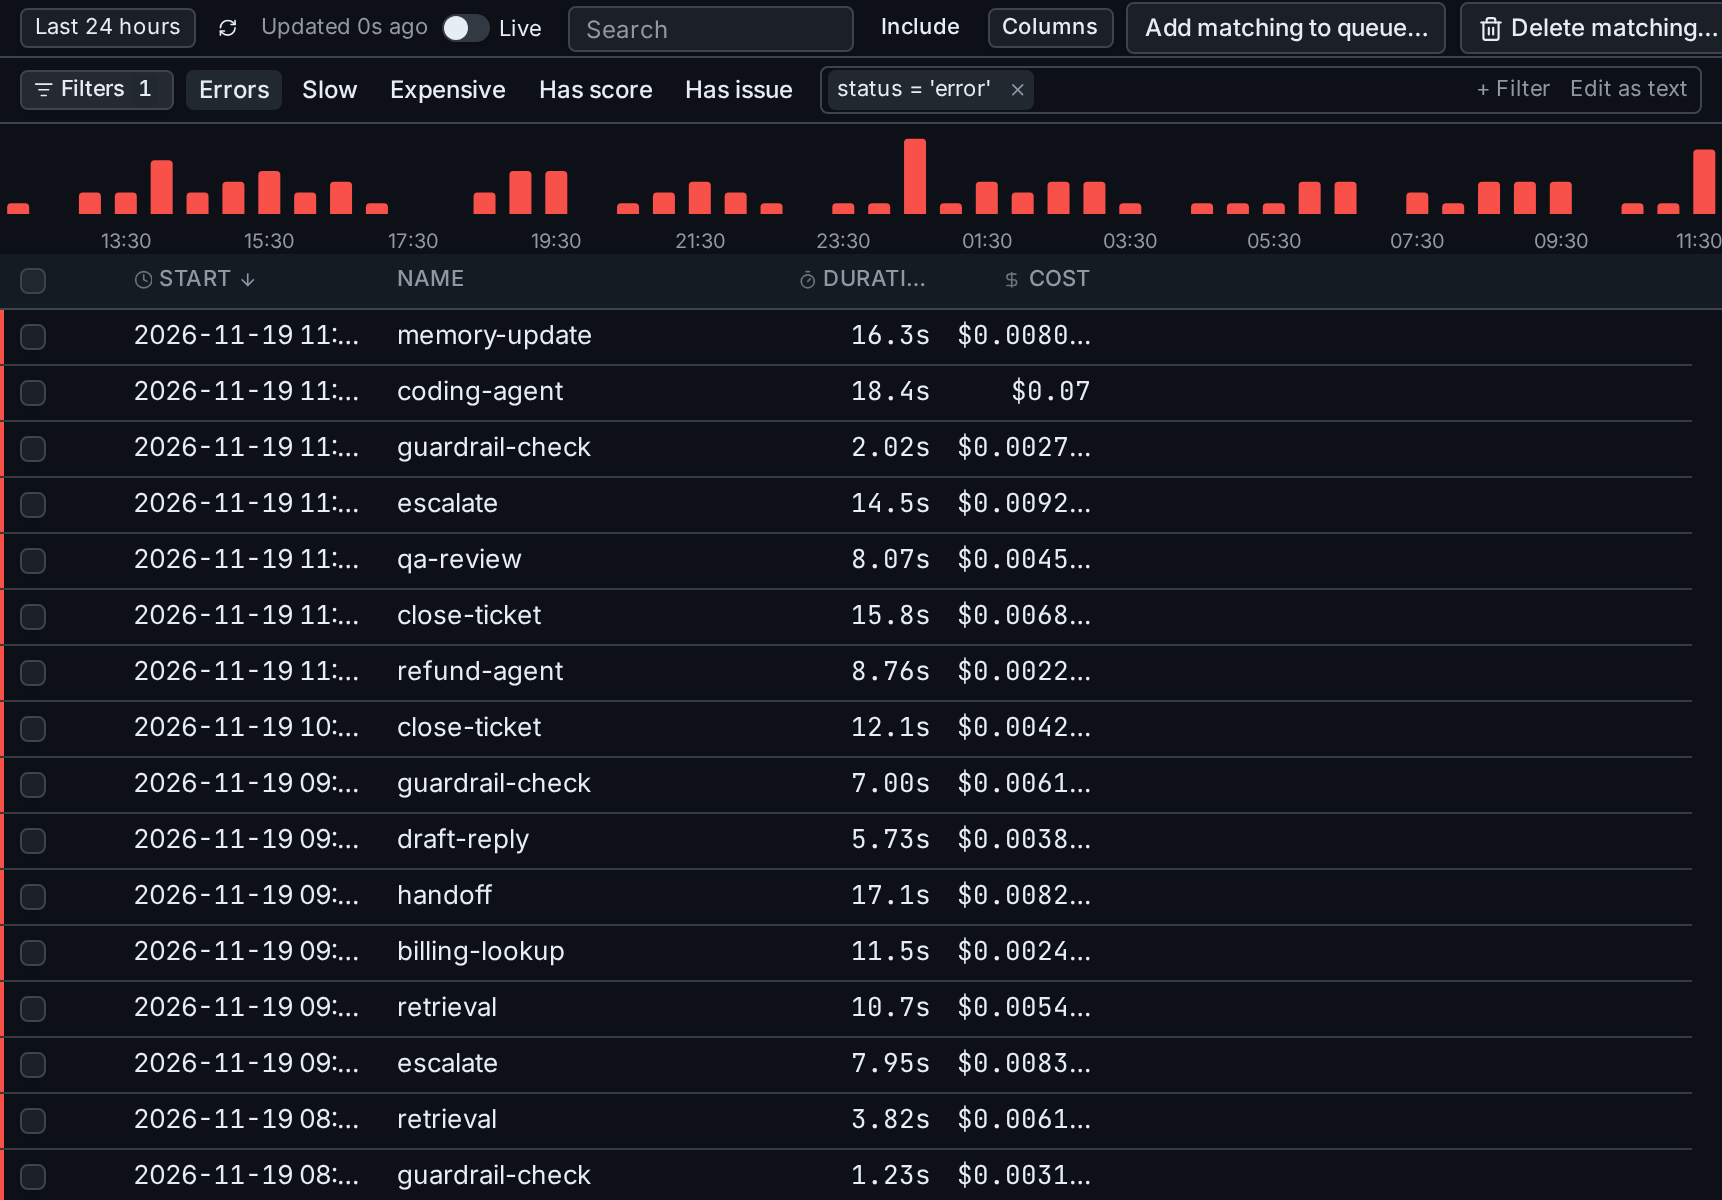 Last 24 hours Updated 0s ago Live Search Include Columns Add matching to queue... Delete matching...
Filters 1 Errors Slow Expensive Has score Has issue status = 'error' × + Filter Edit as text
13:30 15:30 17:30 19:30 21:30 23:30 01:30 03:30 05:30 07:30 09:30 11:30
START ↓ NAME DURATI... $ COST
2026-11-19 11:... memory-update 16.3s $0.0080...
2026-11-19 11:... coding-agent 18.4s $0.07
2026-11-19 11:... guardrail-check 2.02s $0.0027...
2026-11-19 11:... escalate 14.5s $0.0092...
2026-11-19 11:... qa-review 8.07s $0.0045...
2026-11-19 11:... close-ticket 15.8s $0.0068...
2026-11-19 11:... refund-agent 8.76s $0.0022...
2026-11-19 10:... close-ticket 12.1s $0.0042...
2026-11-19 09:... guardrail-check 7.00s $0.0061...
2026-11-19 09:... draft-reply 5.73s $0.0038...
2026-11-19 09:... handoff 17.1s $0.0082...
2026-11-19 09:... billing-lookup 11.5s $0.0024...
2026-11-19 09:... retrieval 10.7s $0.0054...
2026-11-19 09:... escalate 7.95s $0.0083...
2026-11-19 08:... retrieval 3.82s $0.0061...
2026-11-19 08:... guardrail-check 1.23s $0.0031...